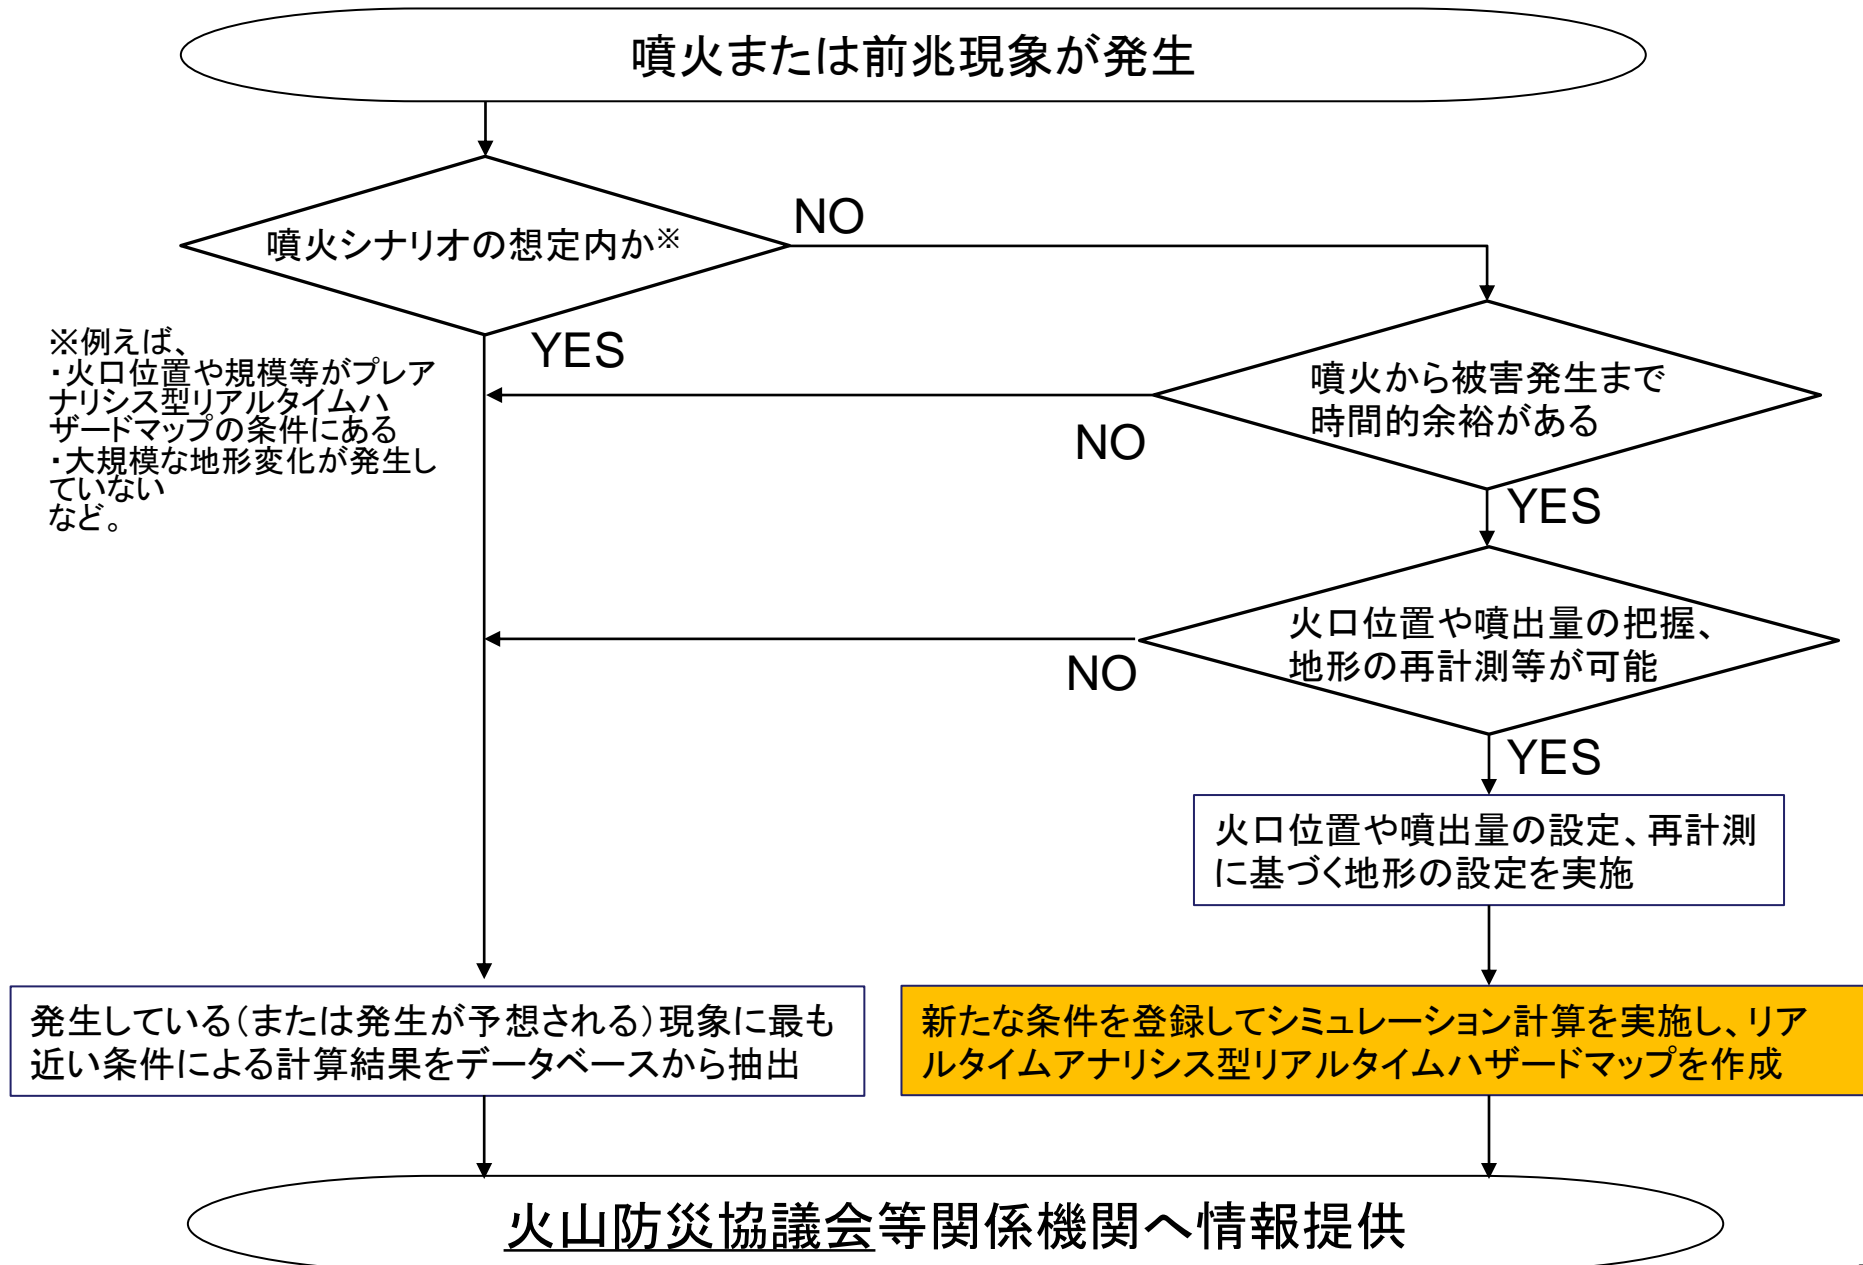 噴火または前兆現象が発生
噴火シナリオの想定内か※
NO
YES
※例えば、
・火口位置や規模等がプレア
ナリシス型リアルタイムハ
ザードマップの条件にある
・大規模な地形変化が発生し
ていない
など。
噴火から被害発生まで
時間的余裕がある
NO
YES
火口位置や噴出量の把握、
地形の再計測等が可能
NO
YES
火口位置や噴出量の設定、再計測
に基づく地形の設定を実施
発生している(または発生が予想される)現象に最も
近い条件による計算結果をデータベースから抽出
新たな条件を登録してシミュレーション計算を実施し、リア
ルタイムアナリシス型リアルタイムハザードマップを作成
火山防災協議会等関係機関へ情報提供